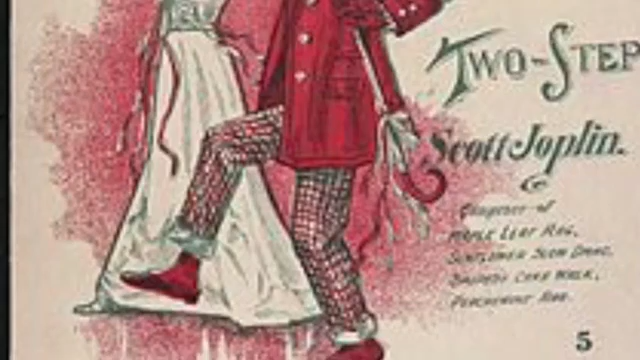 Two-Step
Scott Joplin.
Composer of
Maple Leaf Rag,
Sunflower Slow Drag,
Swipesy Cake Walk,
Peacherine Rag.
5